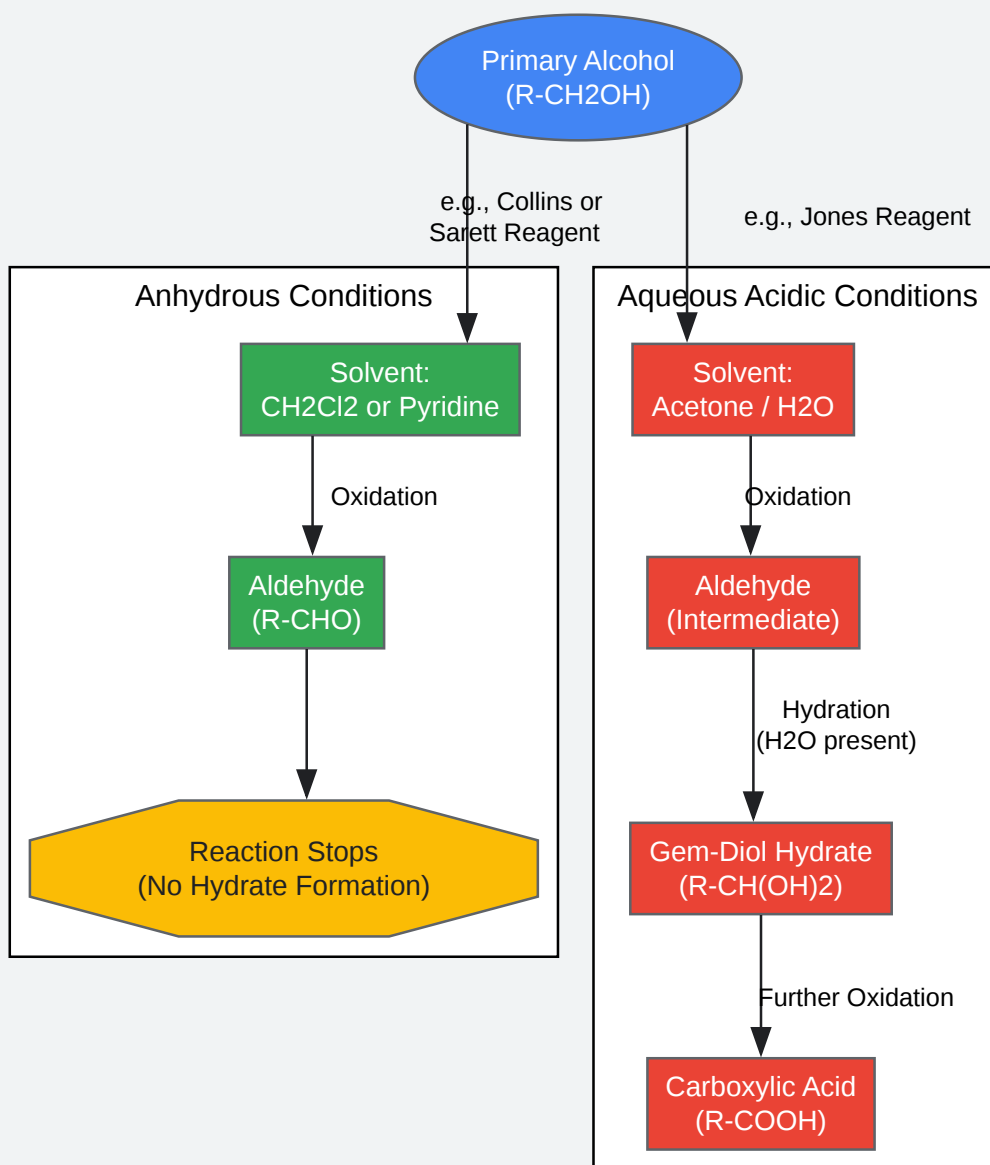 Primary Alcohol
(R-CH2OH)
e.g., Collins or
Sarett Reagent
e.g., Jones Reagent
Anhydrous Conditions
Solvent:
CH2Cl2 or Pyridine
Oxidation
Aldehyde
(R-CHO)
Reaction Stops
(No Hydrate Formation)
Aqueous Acidic Conditions
Solvent:
Acetone / H2O
Oxidation
Aldehyde
(Intermediate)
Hydration
(H2O present)
Gem-Diol Hydrate
(R-CH(OH)2)
Further Oxidation
Carboxylic Acid
(R-COOH)